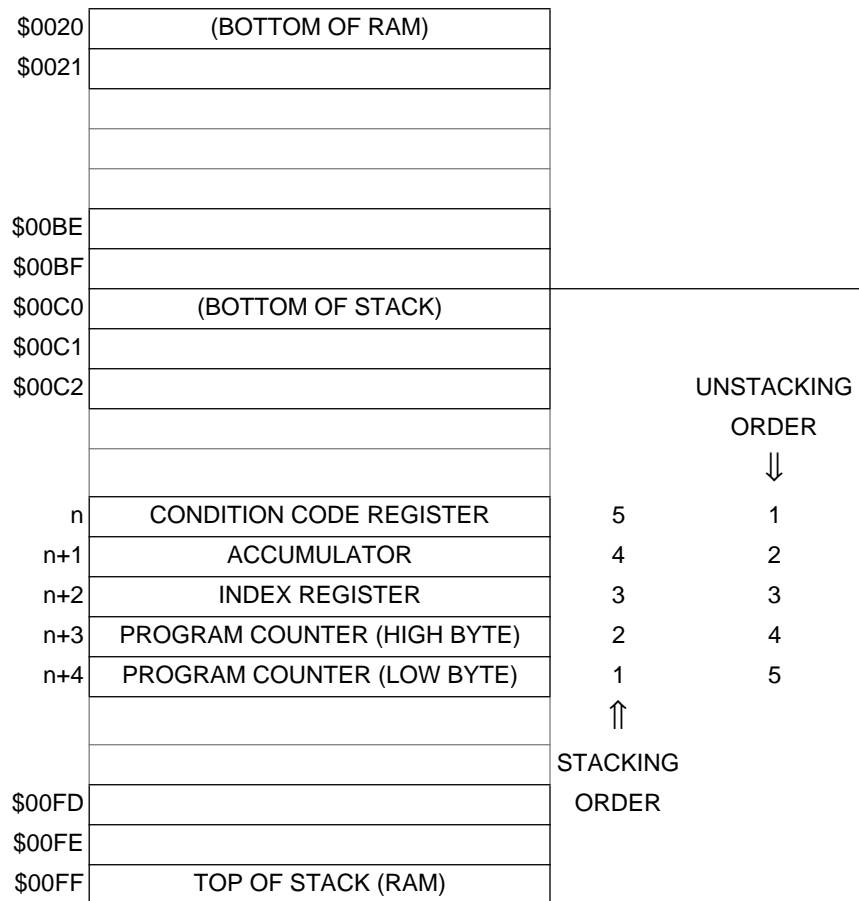 $0020 (BOTTOM OF RAM)
$0021
$00BE
$00BF
$00C0 (BOTTOM OF STACK)
$00C1
$00C2 UNSTACKING
ORDER
⇓
n CONDITION CODE REGISTER 5 1
n+1 ACCUMULATOR 4 2
n+2 INDEX REGISTER 3 3
n+3 PROGRAM COUNTER (HIGH BYTE) 2 4
n+4 PROGRAM COUNTER (LOW BYTE) 1 5
⇑
STACKING
$00FD ORDER
$00FE
$00FF TOP OF STACK (RAM)